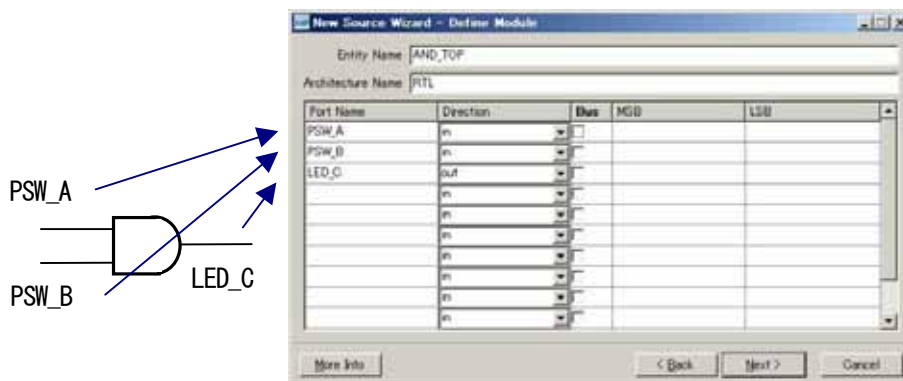 New Source Wizard - Define Module
Entity Name AND_TOP
Architecture Name RTL
Port Name Direction Bus MSB LSB
PSW_A in
PSW_B in
LED_C out
in
in
in
in
in
in
in
PSW_A
PSW_B
LED_C
More Info < Back Next > Cancel